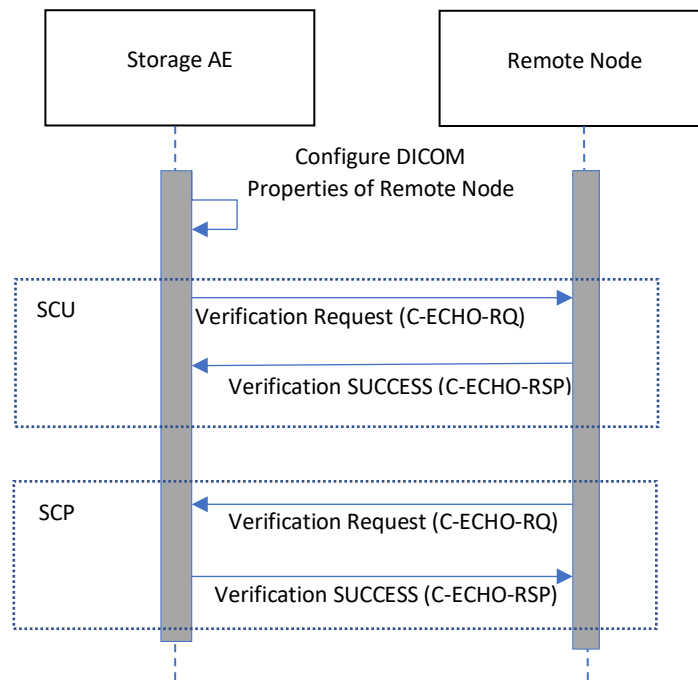 Storage AE
Remote Node
Configure DICOM
Properties of Remote Node
SCU
Verification Request (C-ECHO-RQ)
Verification SUCCESS (C-ECHO-RSP)
SCP
Verification Request (C-ECHO-RQ)
Verification SUCCESS (C-ECHO-RSP)